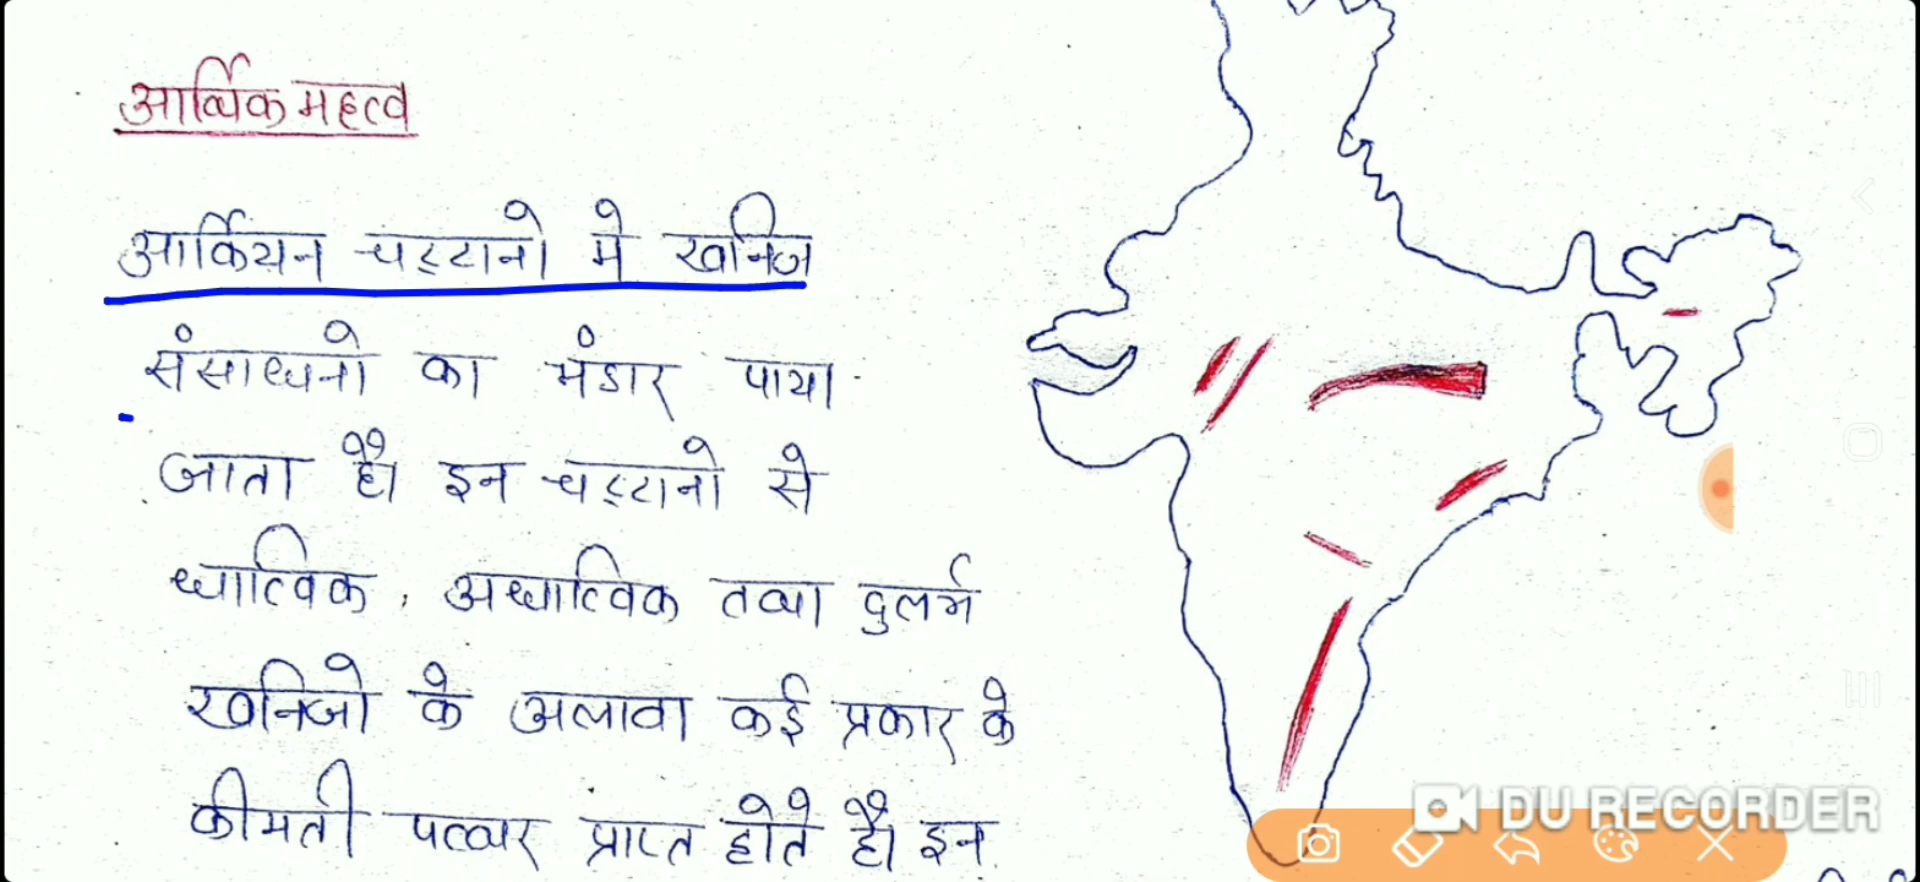 आर्थिक महत्व
आर्कियन चट्टानो मे खनिज
संसाधनो का भंडार पाया
जाता है। इन चट्टानो से
धात्विक, अधात्विक तथा दुलर्भ
खनिजो के अलावा कई प्रकार के
कीमती पत्थर प्राप्त होते है। इन
DU RECORDER